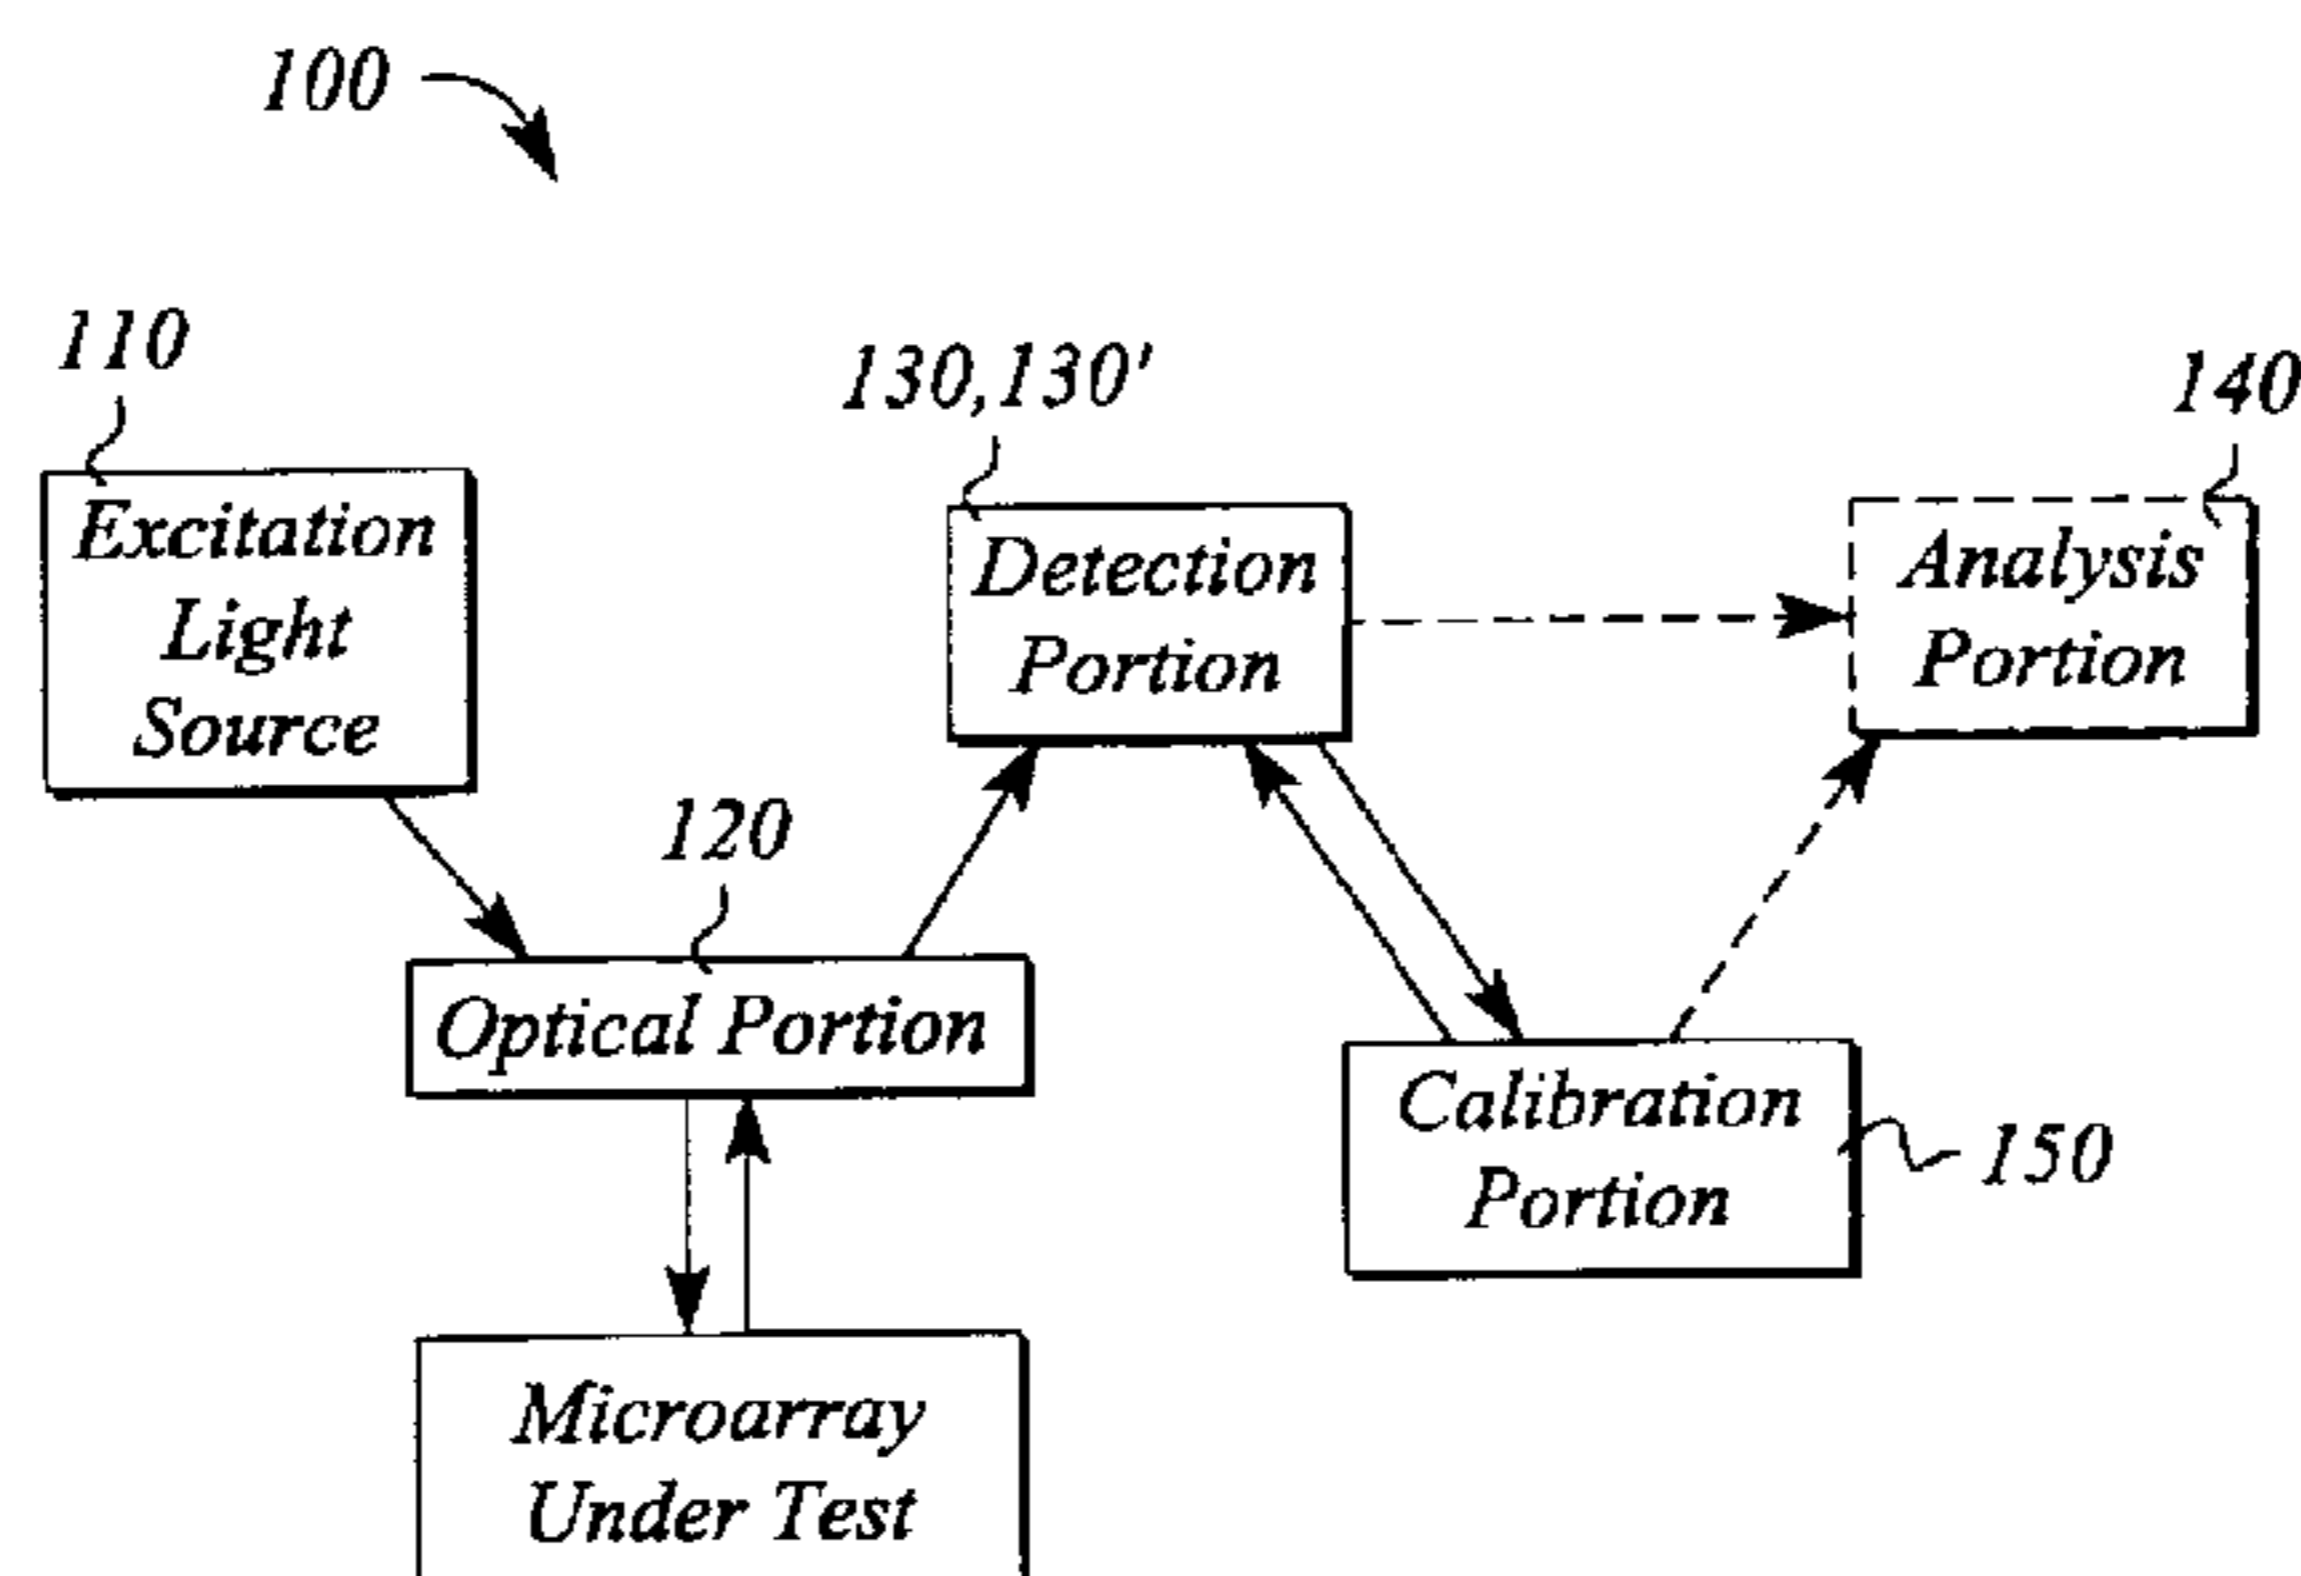 100
110
130,130'
140
Excitation
Light
Source
Detection
Portion
Analysis
Portion
120
Optical Portion
Calibration
Portion
150
Microarray
Under Test